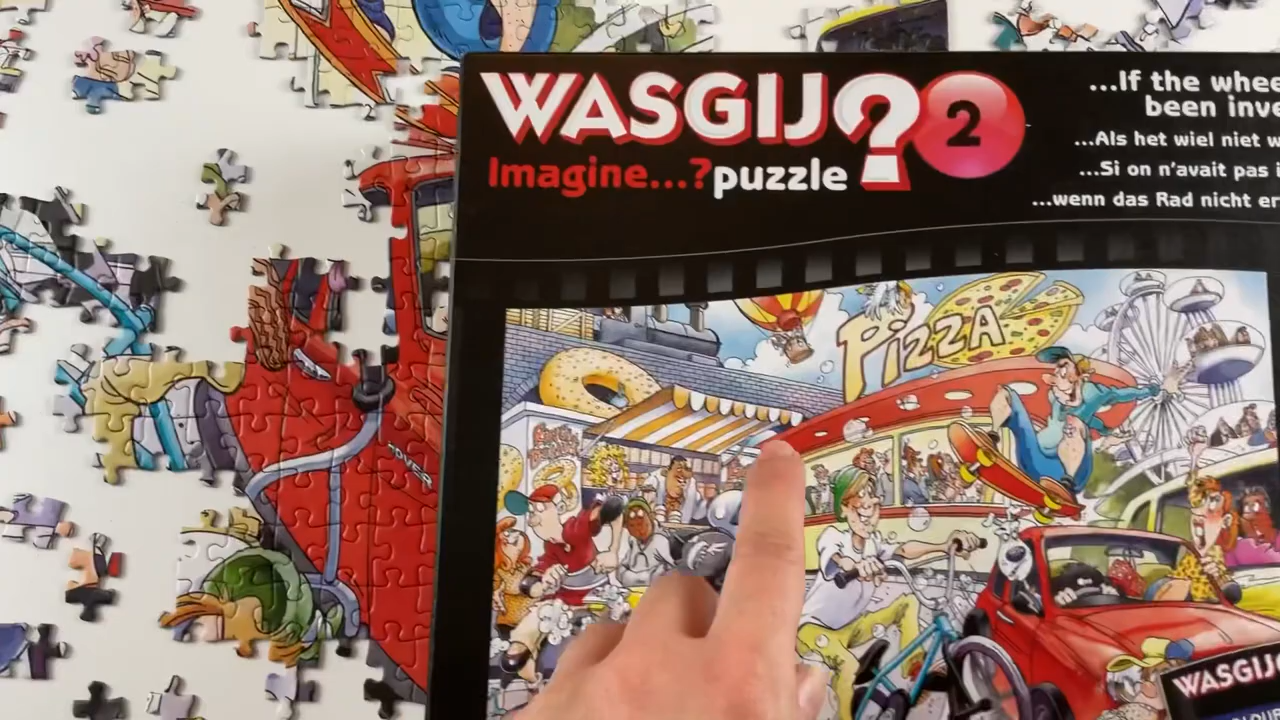 WASGIJ?
2
Imagine...?puzzle
...If the whee
been inve
...Als het wiel niet w
...Si on n'avait pas i
...wenn das Rad nicht er
PIZZA
WASGIJ